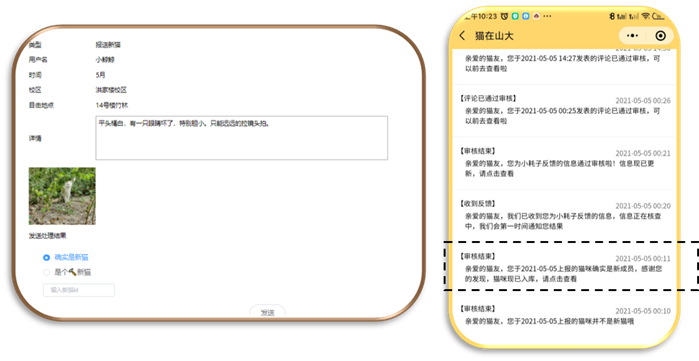 类型 报送新猫
用户名 小鲸鲸
时间 5月
校区 洪家楼校区
目击地点 14号楼竹林
详情 平头橘白，有一只眼睛坏了，特别胆小。只能远远的拉镜头拍。
发送处理结果
确实是新猫
是个🔨新猫
输入新猫id
发送
上午10:23
猫在山大
亲爱的猫友，您于2021-05-05 14:27发表的评论已通过审核，可
以前去查看啦
【评论已通过审核】 2021-05-05 00:26
亲爱的猫友，您于2021-05-05 00:25发表的评论已通过审核，可
以前去查看啦
【审核结束】 2021-05-05 00:21
亲爱的猫友，您为小耗子反馈的信息通过审核啦！信息现已更
新，请点击查看
【收到反馈】 2021-05-05 00:20
亲爱的猫友，我们已收到您为小耗子反馈的信息，信息正在核查
中，我们会第一时间通知您结果
【审核结束】 2021-05-05 00:11
亲爱的猫友，您于2021-05-05上报的猫咪确实是新成员，感谢您
的发现，猫咪现已入库，请点击查看
【审核结束】 2021-05-05 00:10
亲爱的猫友，您于2021-05-05上报的猫咪并不是新猫哦